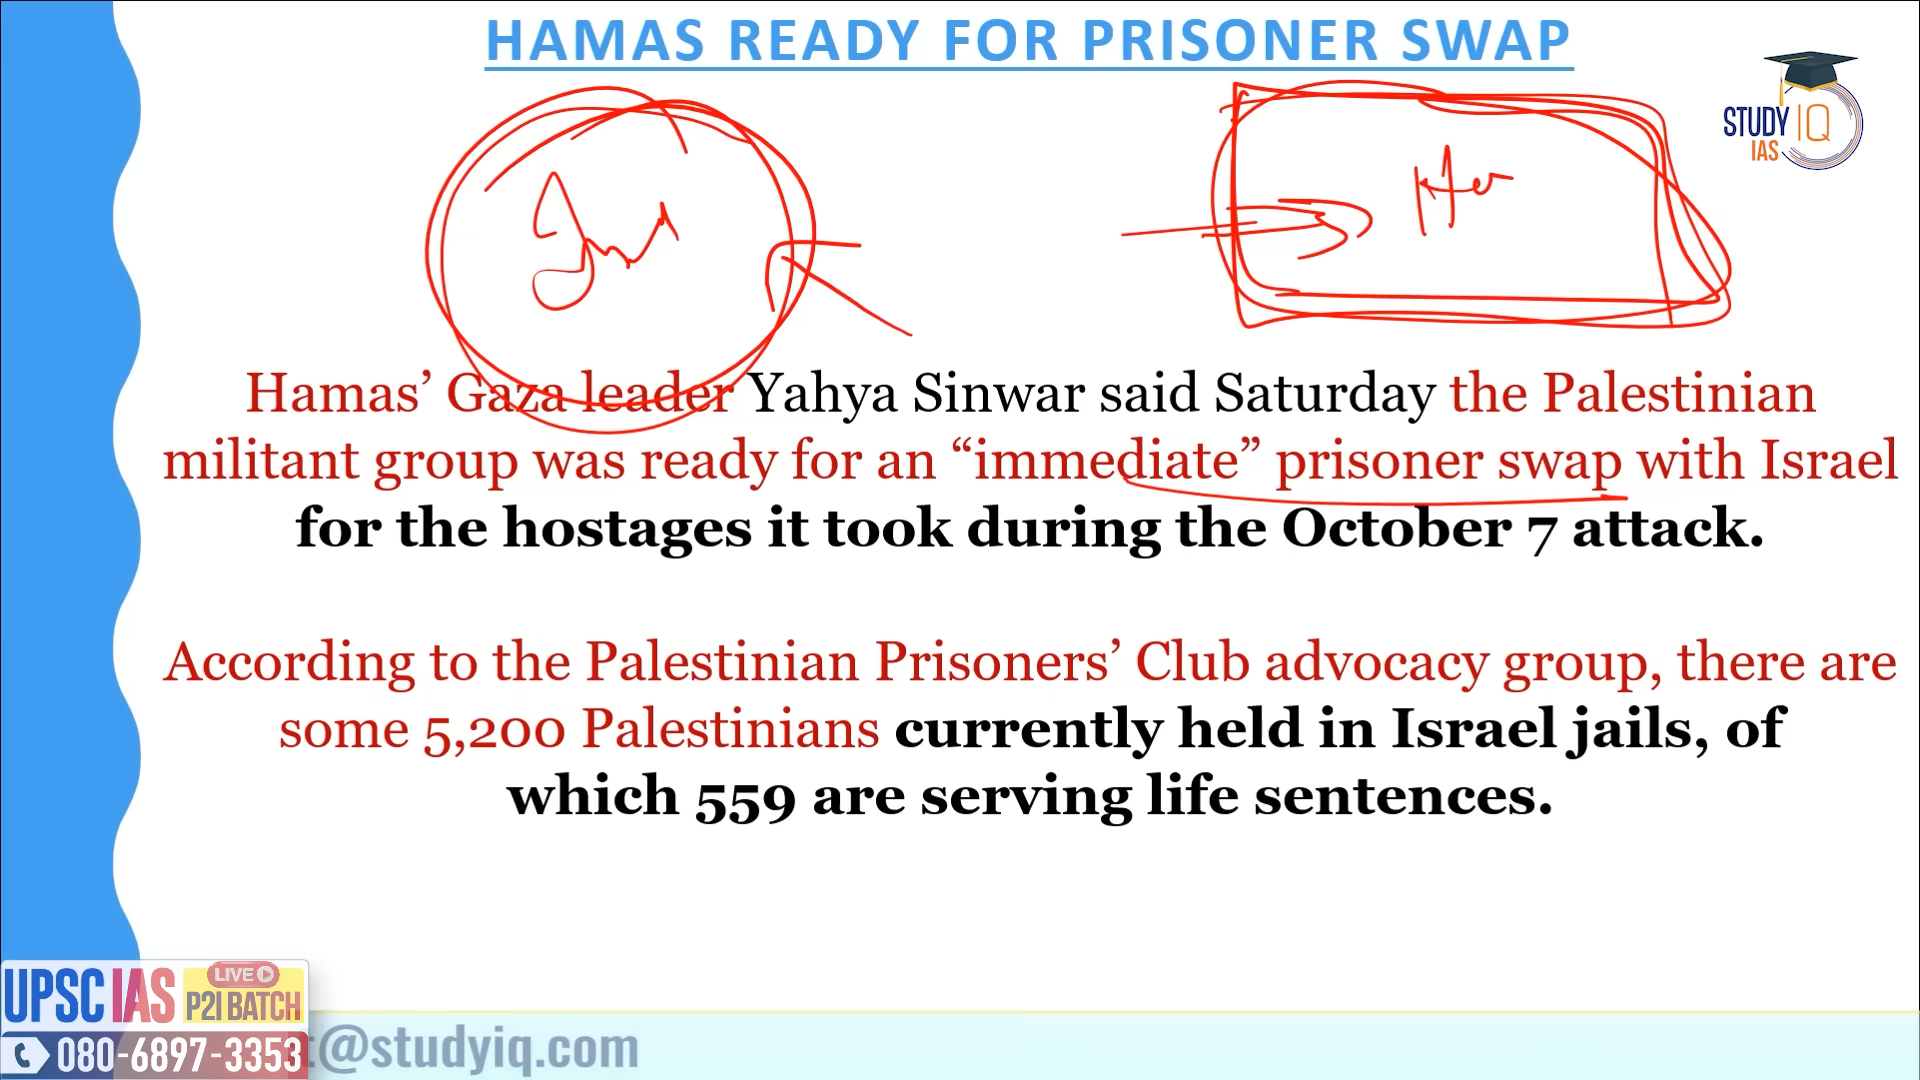 HAMAS READY FOR PRISONER SWAP
STUDY IQ
IAS
Hamas’ Gaza leader Yahya Sinwar said Saturday the Palestinian
militant group was ready for an “immediate” prisoner swap with Israel
for the hostages it took during the October 7 attack.
According to the Palestinian Prisoners’ Club advocacy group, there are
some 5,200 Palestinians currently held in Israel jails, of
which 559 are serving life sentences.
UPSC IAS LIVE
P2I BATCH
080-6897-3353
t@studyiq.com